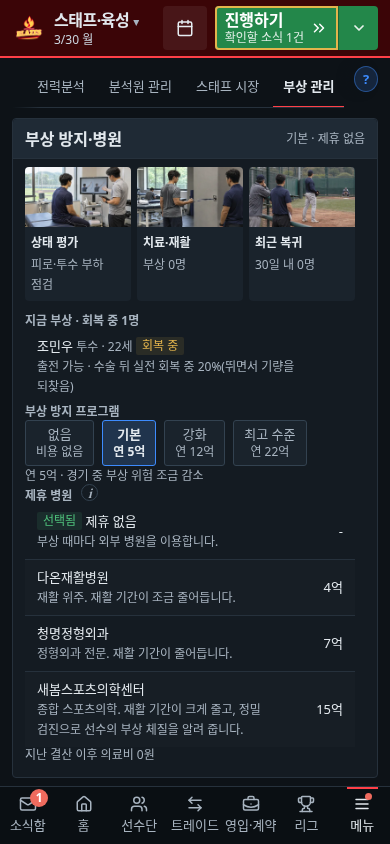 스태프·육성 ▾
3/30 월
진행하기
확인할 소식 1건
전력분석
분석원 관리
스태프 시장
부상 관리
?
부상 방지·병원
기본 · 제휴 없음
상태 평가
피로·투수 부하
점검
치료·재활
부상 0명
최근 복귀
30일 내 0명
지금 부상 · 회복 중 1명
조민우 투수 · 22세 회복 중
출전 가능 · 수술 뒤 실전 회복 중 20%(뛰면서 기량을
되찾음)
부상 방지 프로그램
없음
비용 없음
기본
연 5억
강화
연 12억
최고 수준
연 22억
연 5억 · 경기 중 부상 위험 조금 감소
제휴 병원 i
선택됨 제휴 없음
부상 때마다 외부 병원을 이용합니다.
-
다온재활병원
재활 위주. 재활 기간이 조금 줄어듭니다.
4억
청명정형외과
정형외과 전문. 재활 기간이 줄어듭니다.
7억
새봄스포츠의학센터
종합 스포츠의학. 재활 기간이 크게 줄고, 정밀
검진으로 선수의 부상 체질을 알려 줍니다.
15억
지난 결산 이후 의료비 0원
1
소식함
홈
선수단
트레이드
영입·계약
리그
메뉴